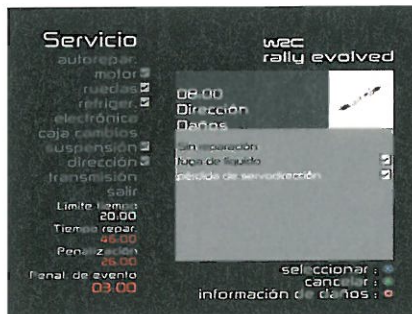 Servicio
autorepar.
motor
ruedas
refriger.
electrónica
caja cambios
suspensión
dirección
transmisión
salir
Limite tiempo
20:00
Tiempo repar.
46:00
Penalización
26:00
Penal. de evento
03:00
WRC
rally evolved
08:00
Dirección
Daños
Sin reparación
fuga de líquido
pérdida de servodirección
seleccionar :
cancelar :
información de daños :